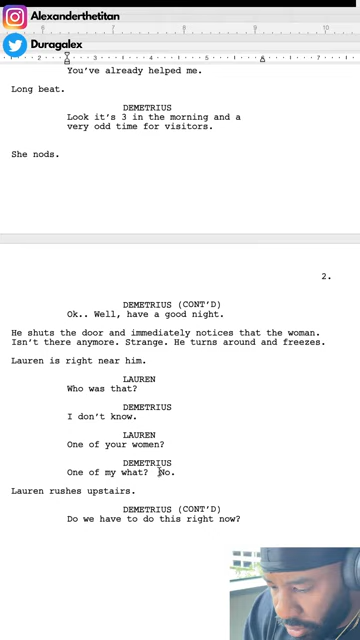 Alexanderthetitan
Duragalex
You've already helped me.
Long beat.
DEMETRIUS
Look it's 3 in the morning and a
very odd time for visitors.
She nods.
2.
DEMETRIUS (CONT'D)
Ok.. Well, have a good night.
He shuts the door and immediately notices that the woman.
Isn't there anymore. Strange. He turns around and freezes.
Lauren is right near him.
LAUREN
Who was that?
DEMETRIUS
I don't know.
LAUREN
One of your women?
DEMETRIUS
One of my what? No.
Lauren rushes upstairs.
DEMETRIUS (CONT'D)
Do we have to do this right now?